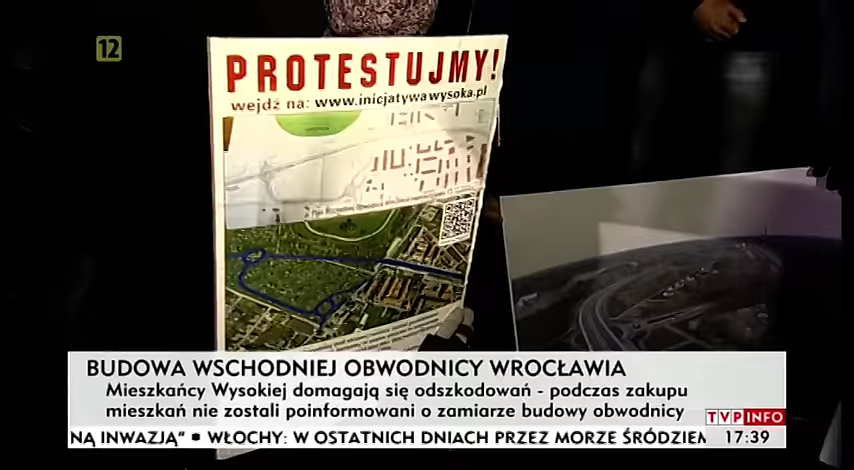 12
PROTESTUJMY!
wejdź na: www.inicjatywawysoka.pl
BUDOWA WSCHODNIEJ OBWODNICY WROCŁAWIA
Mieszkańcy Wysokiej domagają się odszkodowań - podczas zakupu
mieszkań nie zostali poinformowani o zamiarze budowy obwodnicy
TVP INFO
NĄ INWAZJĄ” ■ WŁOCHY: W OSTATNICH DNIACH PRZEZ MORZE ŚRÓDZIEM
17:39